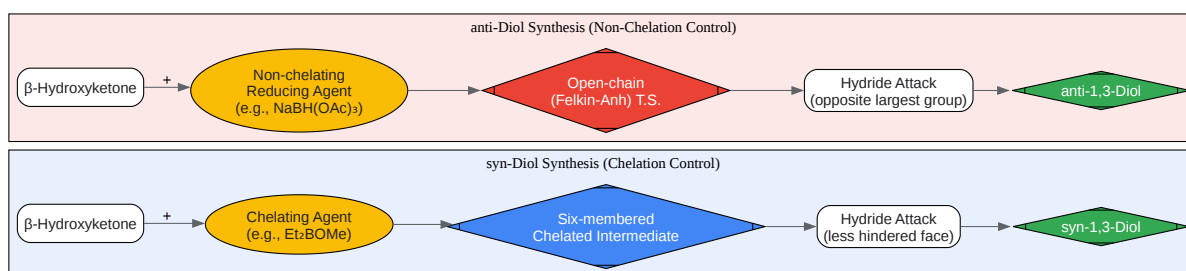 anti-Diol Synthesis (Non-Chelation Control)
β-Hydroxyketone
+
Non-chelating
Reducing Agent
(e.g., NaBH(OAc)₃)
Open-chain
(Felkin-Anh) T.S.
Hydride Attack
(opposite largest group)
anti-1,3-Diol
syn-Diol Synthesis (Chelation Control)
β-Hydroxyketone
+
Chelating Agent
(e.g., Et₂BOMe)
Six-membered
Chelated Intermediate
Hydride Attack
(less hindered face)
syn-1,3-Diol